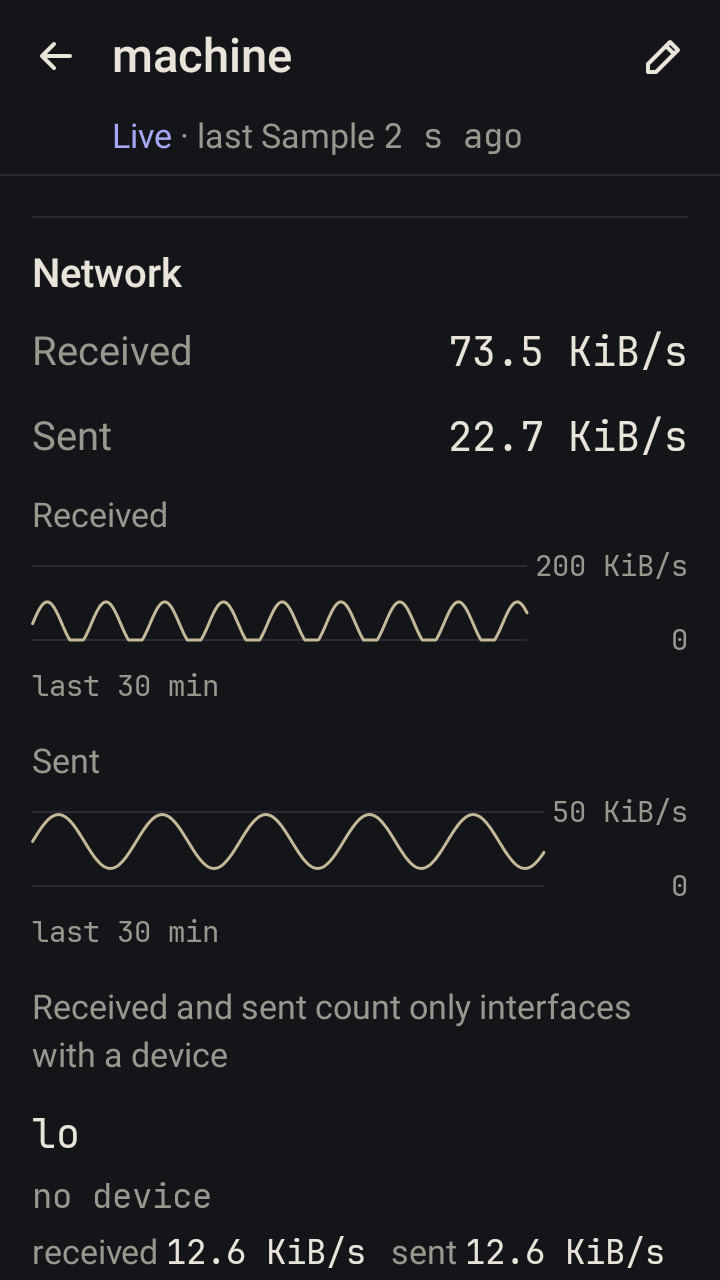 machine
Live · last Sample 2 s ago
Network
Received 73.5 KiB/s
Sent 22.7 KiB/s
Received
200 KiB/s
0
last 30 min
Sent
50 KiB/s
0
last 30 min
Received and sent count only interfaces
with a device
lo
no device
received 12.6 KiB/s sent 12.6 KiB/s